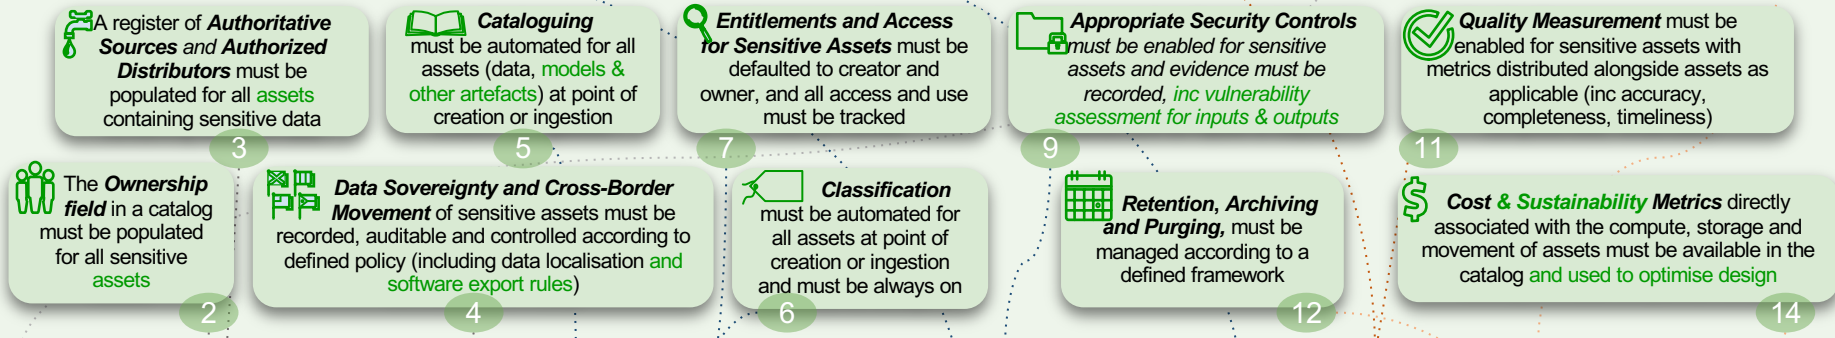 A register of Authoritative
Sources and Authorized
Distributors must be
populated for all assets
containing sensitive data
3
Cataloguing
must be automated for all
assets (data, models &
other artefacts) at point of
creation or ingestion
5
Entitlements and Access
for Sensitive Assets must be
defaulted to creator and
owner, and all access and use
must be tracked
7
Appropriate Security Controls
must be enabled for sensitive
assets and evidence must be
recorded, inc vulnerability
assessment for inputs & outputs
9
Quality Measurement must be
enabled for sensitive assets with
metrics distributed alongside assets as
applicable (inc accuracy,
completeness, timeliness)
11
The Ownership
field in a catalog
must be populated
for all sensitive
assets
2
Data Sovereignty and Cross-Border
Movement of sensitive assets must be
recorded, auditable and controlled according to
defined policy (including data localisation and
software export rules)
4
Classification
must be automated for
all assets at point of
creation or ingestion
and must be always on
6
Retention, Archiving
and Purging, must be
managed according to a
defined framework
12
Cost & Sustainability Metrics directly
associated with the compute, storage and
movement of assets must be available in the
catalog and used to optimise design
14